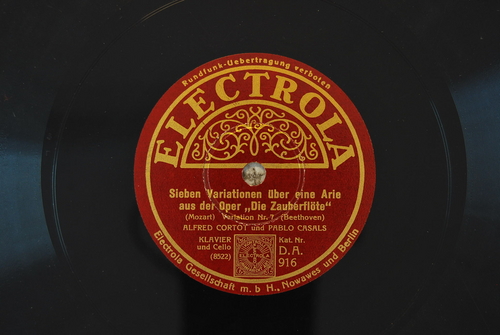 Rundfunk-Uebertragung verboten
ELECTROLA
Sieben Variationen über eine Arie
aus der Oper „Die Zauberflöte"
(Mozart) Variation Nr. 7 (Beethoven)
ALFRED CORTOT und PABLO CASALS
KLAVIER
und Cello
(8522)
Kat. Nr.
D.A.
916
Electrola Gesellschaft m. b H., Nowawes und Berlin